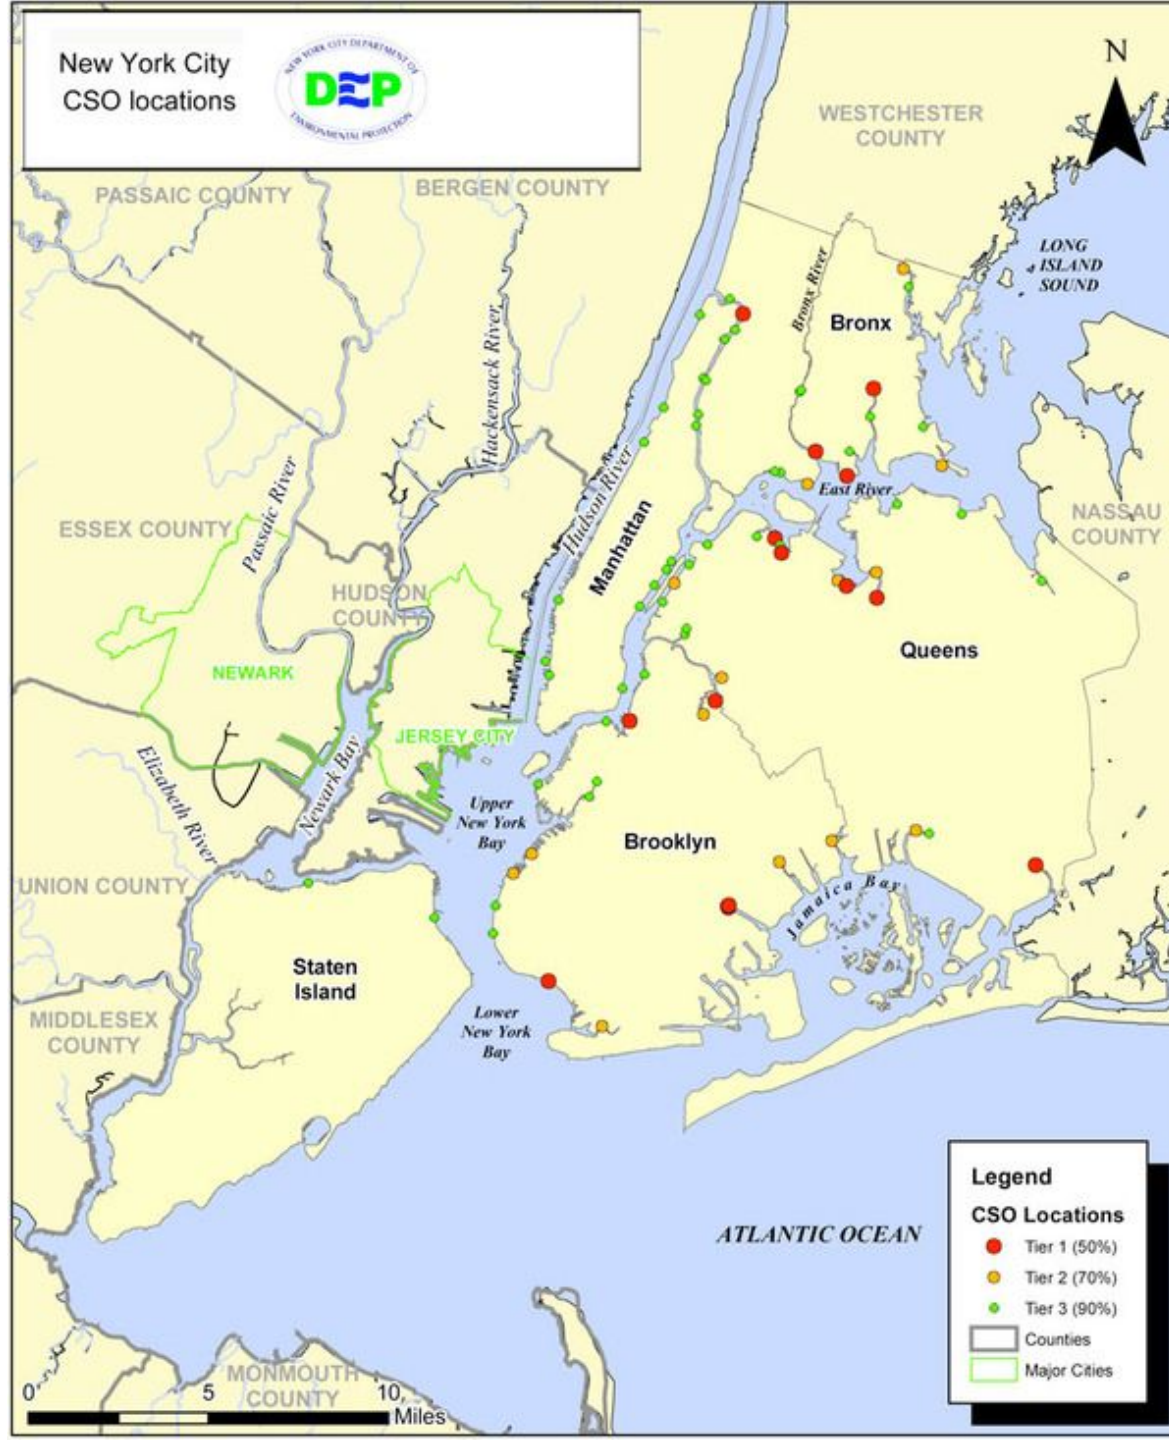 New York City
CSO locations
NEW YORK CITY DEPARTMENT OF
DEP
ENVIRONMENTAL PROTECTION
N
WESTCHESTER
COUNTY
PASSAIC COUNTY
BERGEN COUNTY
LONG
ISLAND
SOUND
Bronx River
Bronx
Hackensack River
Hudson River
Passaic River
East River
ESSEX COUNTY
NASSAU
COUNTY
Manhattan
HUDSON
COUNTY
Queens
NEWARK
JERSEY CITY
Elizabeth River
Newark Bay
Upper
New York
Bay
Brooklyn
UNION COUNTY
Jamaica Bay
Staten
Island
MIDDLESEX
COUNTY
Lower
New York
Bay
ATLANTIC OCEAN
Legend
CSO Locations
Tier 1 (50%)
Tier 2 (70%)
Tier 3 (90%)
Counties
Major Cities
MONMOUTH
COUNTY
0 5 10
Miles